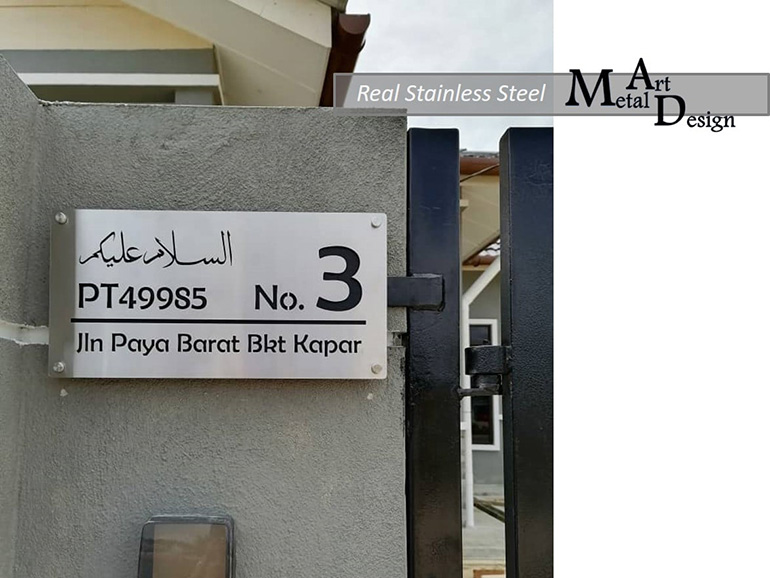 Real Stainless Steel
Metal Art Design
السلام عليكم
PT49985 No. 3
Jln Paya Barat Bkt Kapar